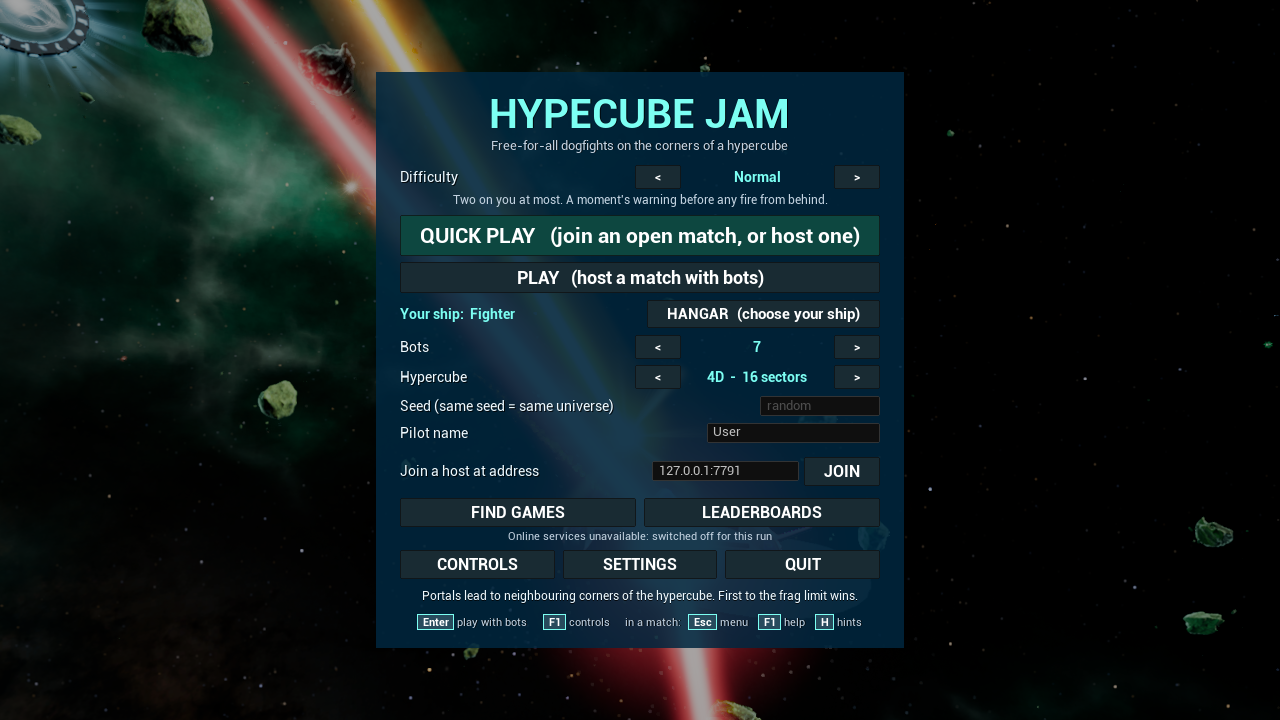 HYPECUBE JAM
Free-for-all dogfights on the corners of a hypercube
Difficulty < Normal >
Two on you at most. A moment's warning before any fire from behind.
QUICK PLAY (join an open match, or host one)
PLAY (host a match with bots)
Your ship: Fighter HANGAR (choose your ship)
Bots < 7 >
Hypercube < 4D - 16 sectors >
Seed (same seed = same universe) random
Pilot name User
Join a host at address 127.0.0.1:7791 JOIN
FIND GAMES LEADERBOARDS
Online services unavailable: switched off for this run
CONTROLS SETTINGS QUIT
Portals lead to neighbouring corners of the hypercube. First to the frag limit wins.
Enter play with bots F1 controls in a match: Esc menu F1 help H hints